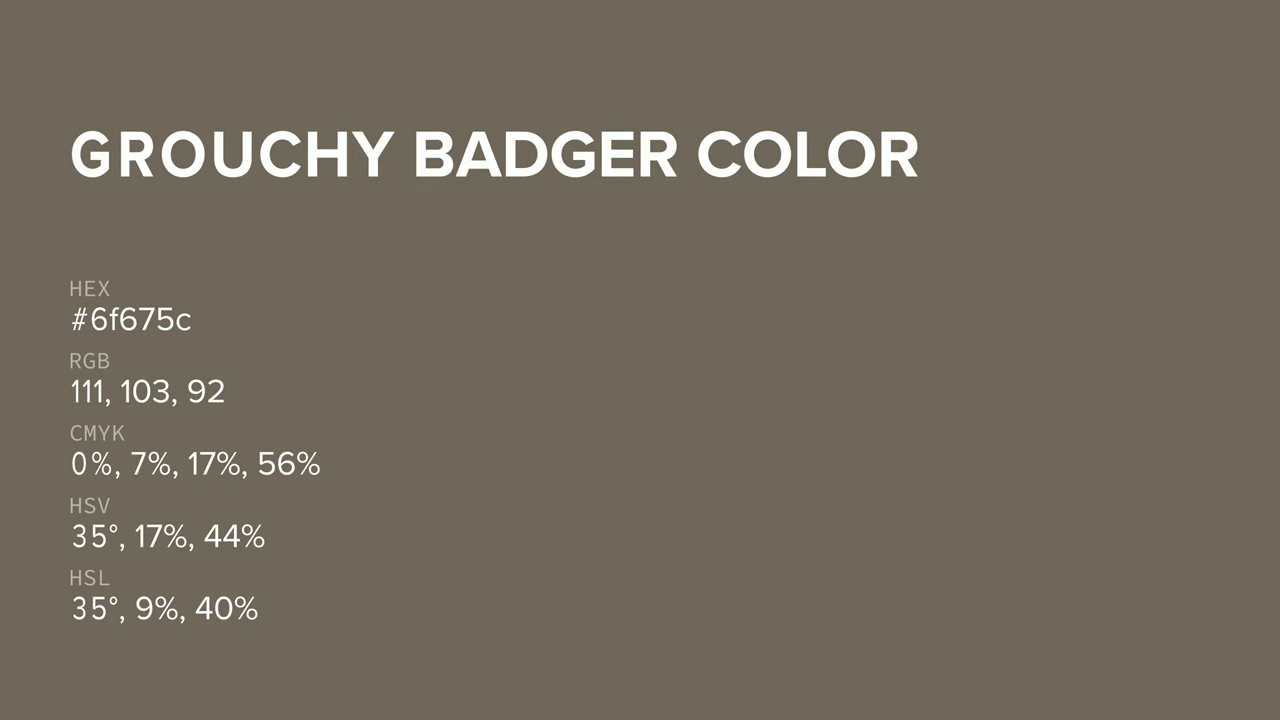 GROUCHY BADGER COLOR
HEX
#6f675c
RGB
111, 103, 92
CMYK
0%, 7%, 17%, 56%
HSV
35°, 17%, 44%
HSL
35°, 9%, 40%